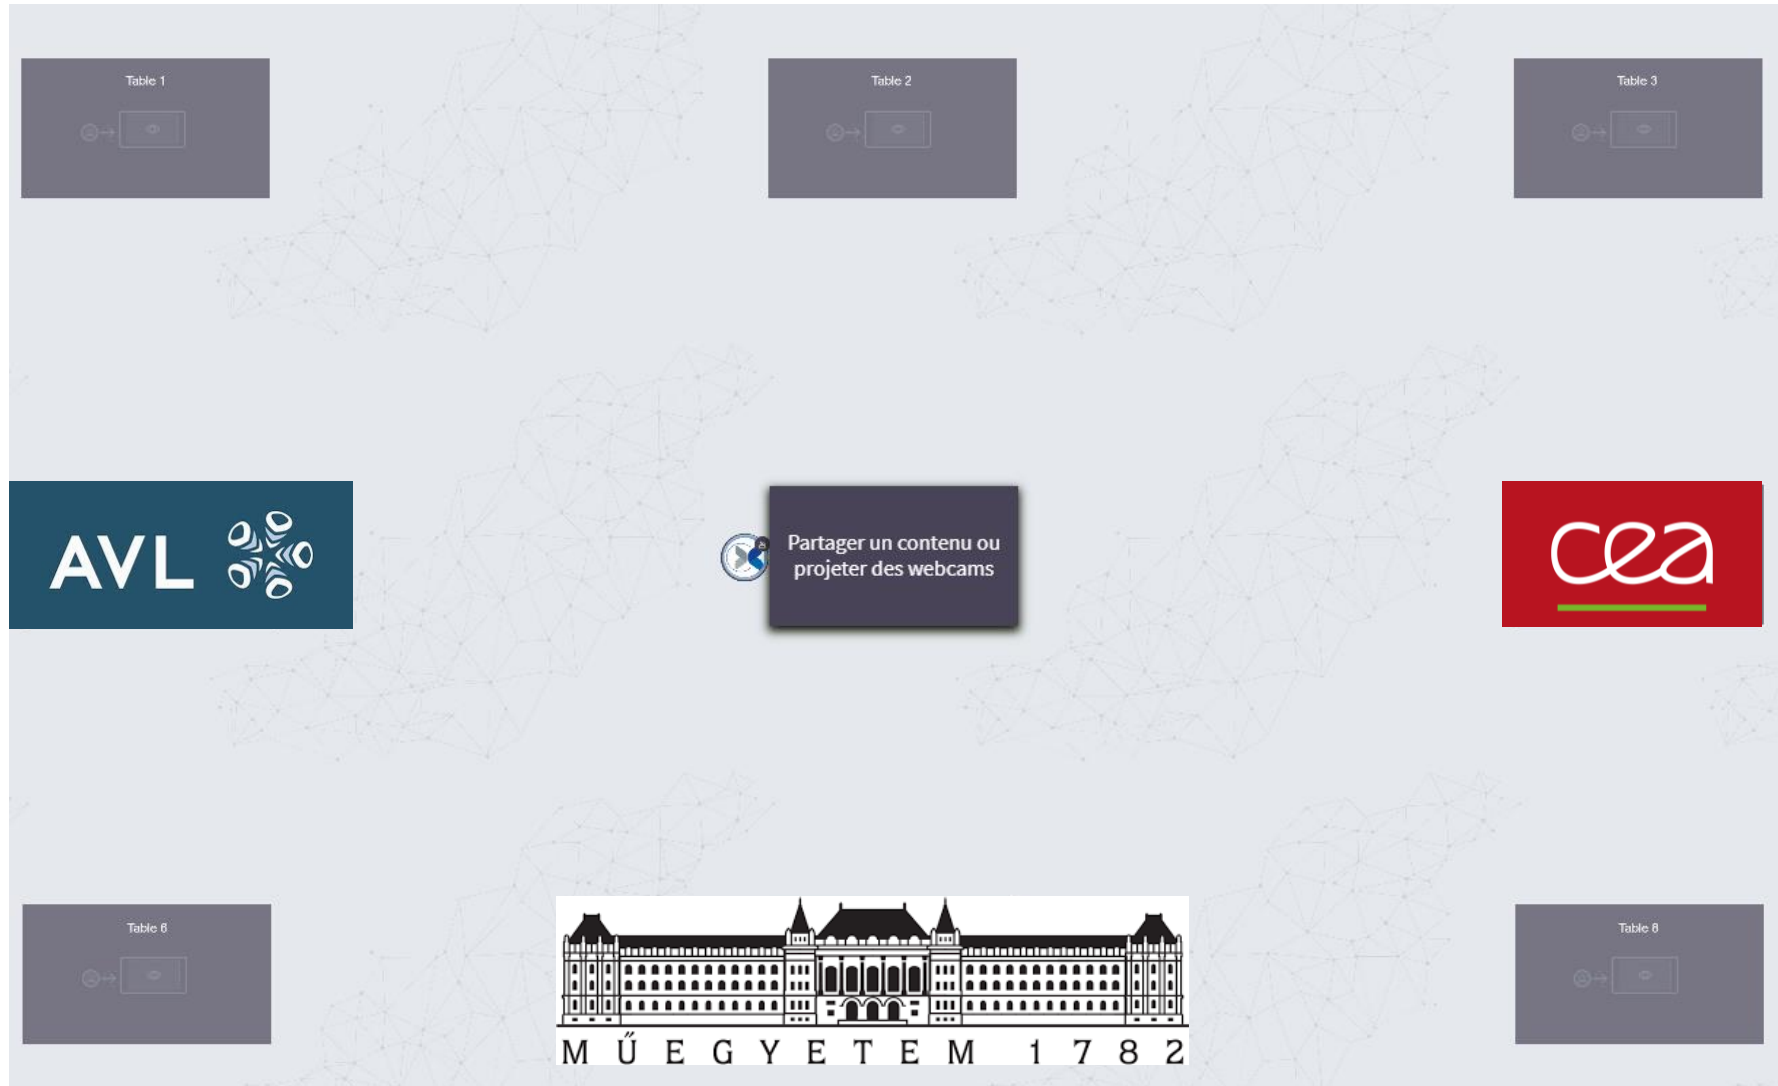 Table 1
Table 2
Table 3
AVL
Partager un contenu ou
projeter des webcams
cea
Table 6
Table 8
MŰEGYETEM 1782